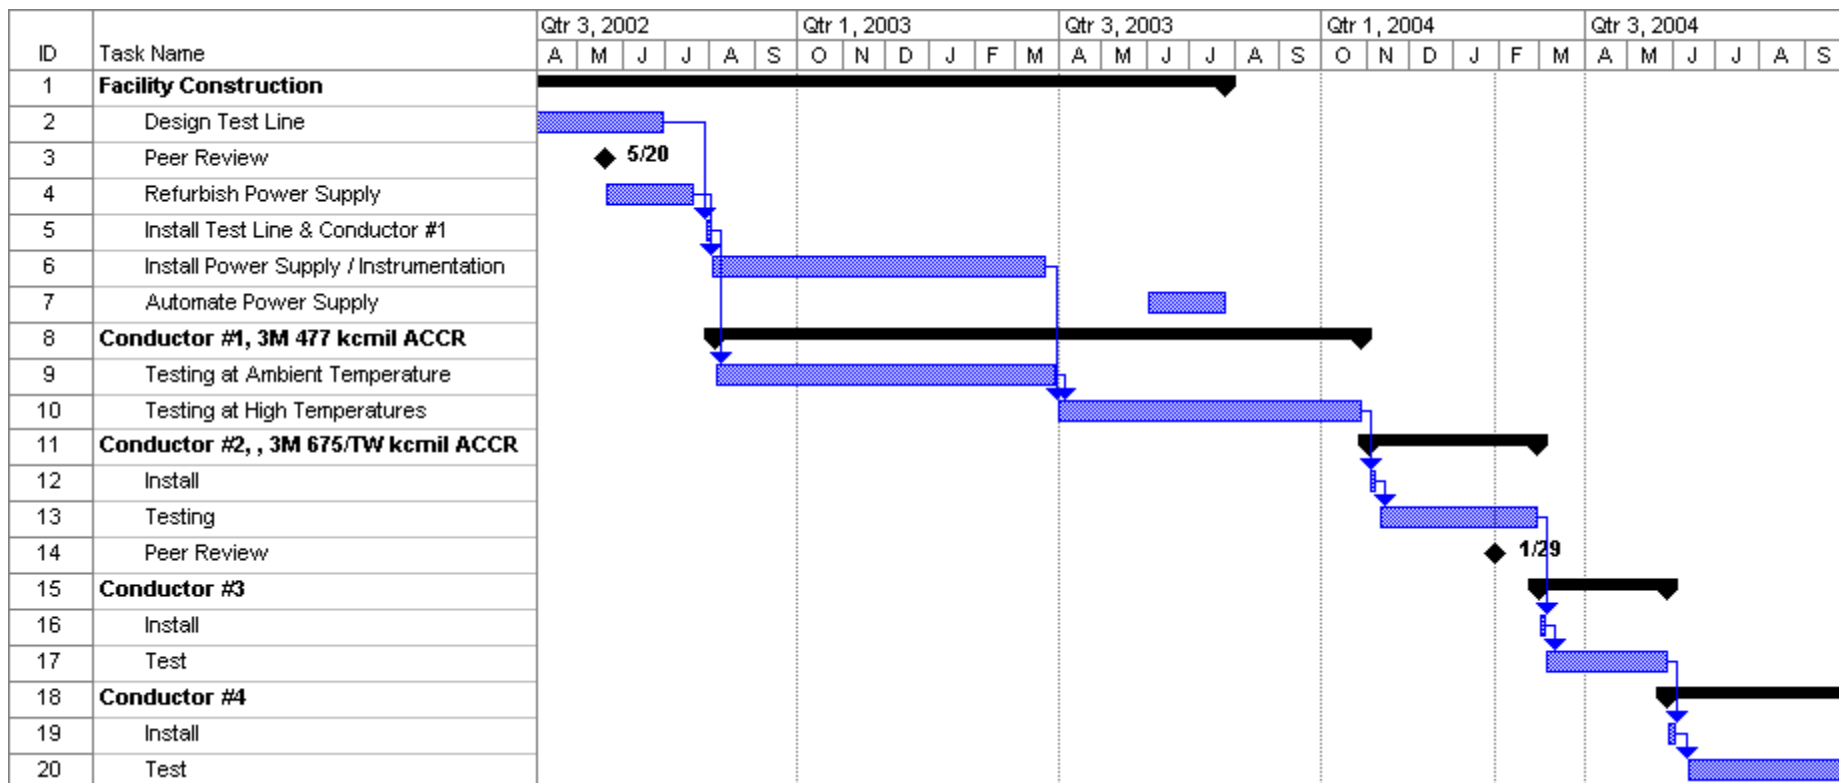 Qtr 3, 2002 Qtr 1, 2003 Qtr 3, 2003 Qtr 1, 2004 Qtr 3, 2004
ID Task Name A M J J A S O N D J F M A M J J A S O N D J F M A M J J A S
1 Facility Construction
2 Design Test Line
3 Peer Review 5/20
4 Refurbish Power Supply
5 Install Test Line & Conductor #1
6 Install Power Supply / Instrumentation
7 Automate Power Supply
8 Conductor #1, 3M 477 kcmil ACCR
9 Testing at Ambient Temperature
10 Testing at High Temperatures
11 Conductor #2, , 3M 675/TW kcmil ACCR
12 Install
13 Testing
14 Peer Review 1/29
15 Conductor #3
16 Install
17 Test
18 Conductor #4
19 Install
20 Test